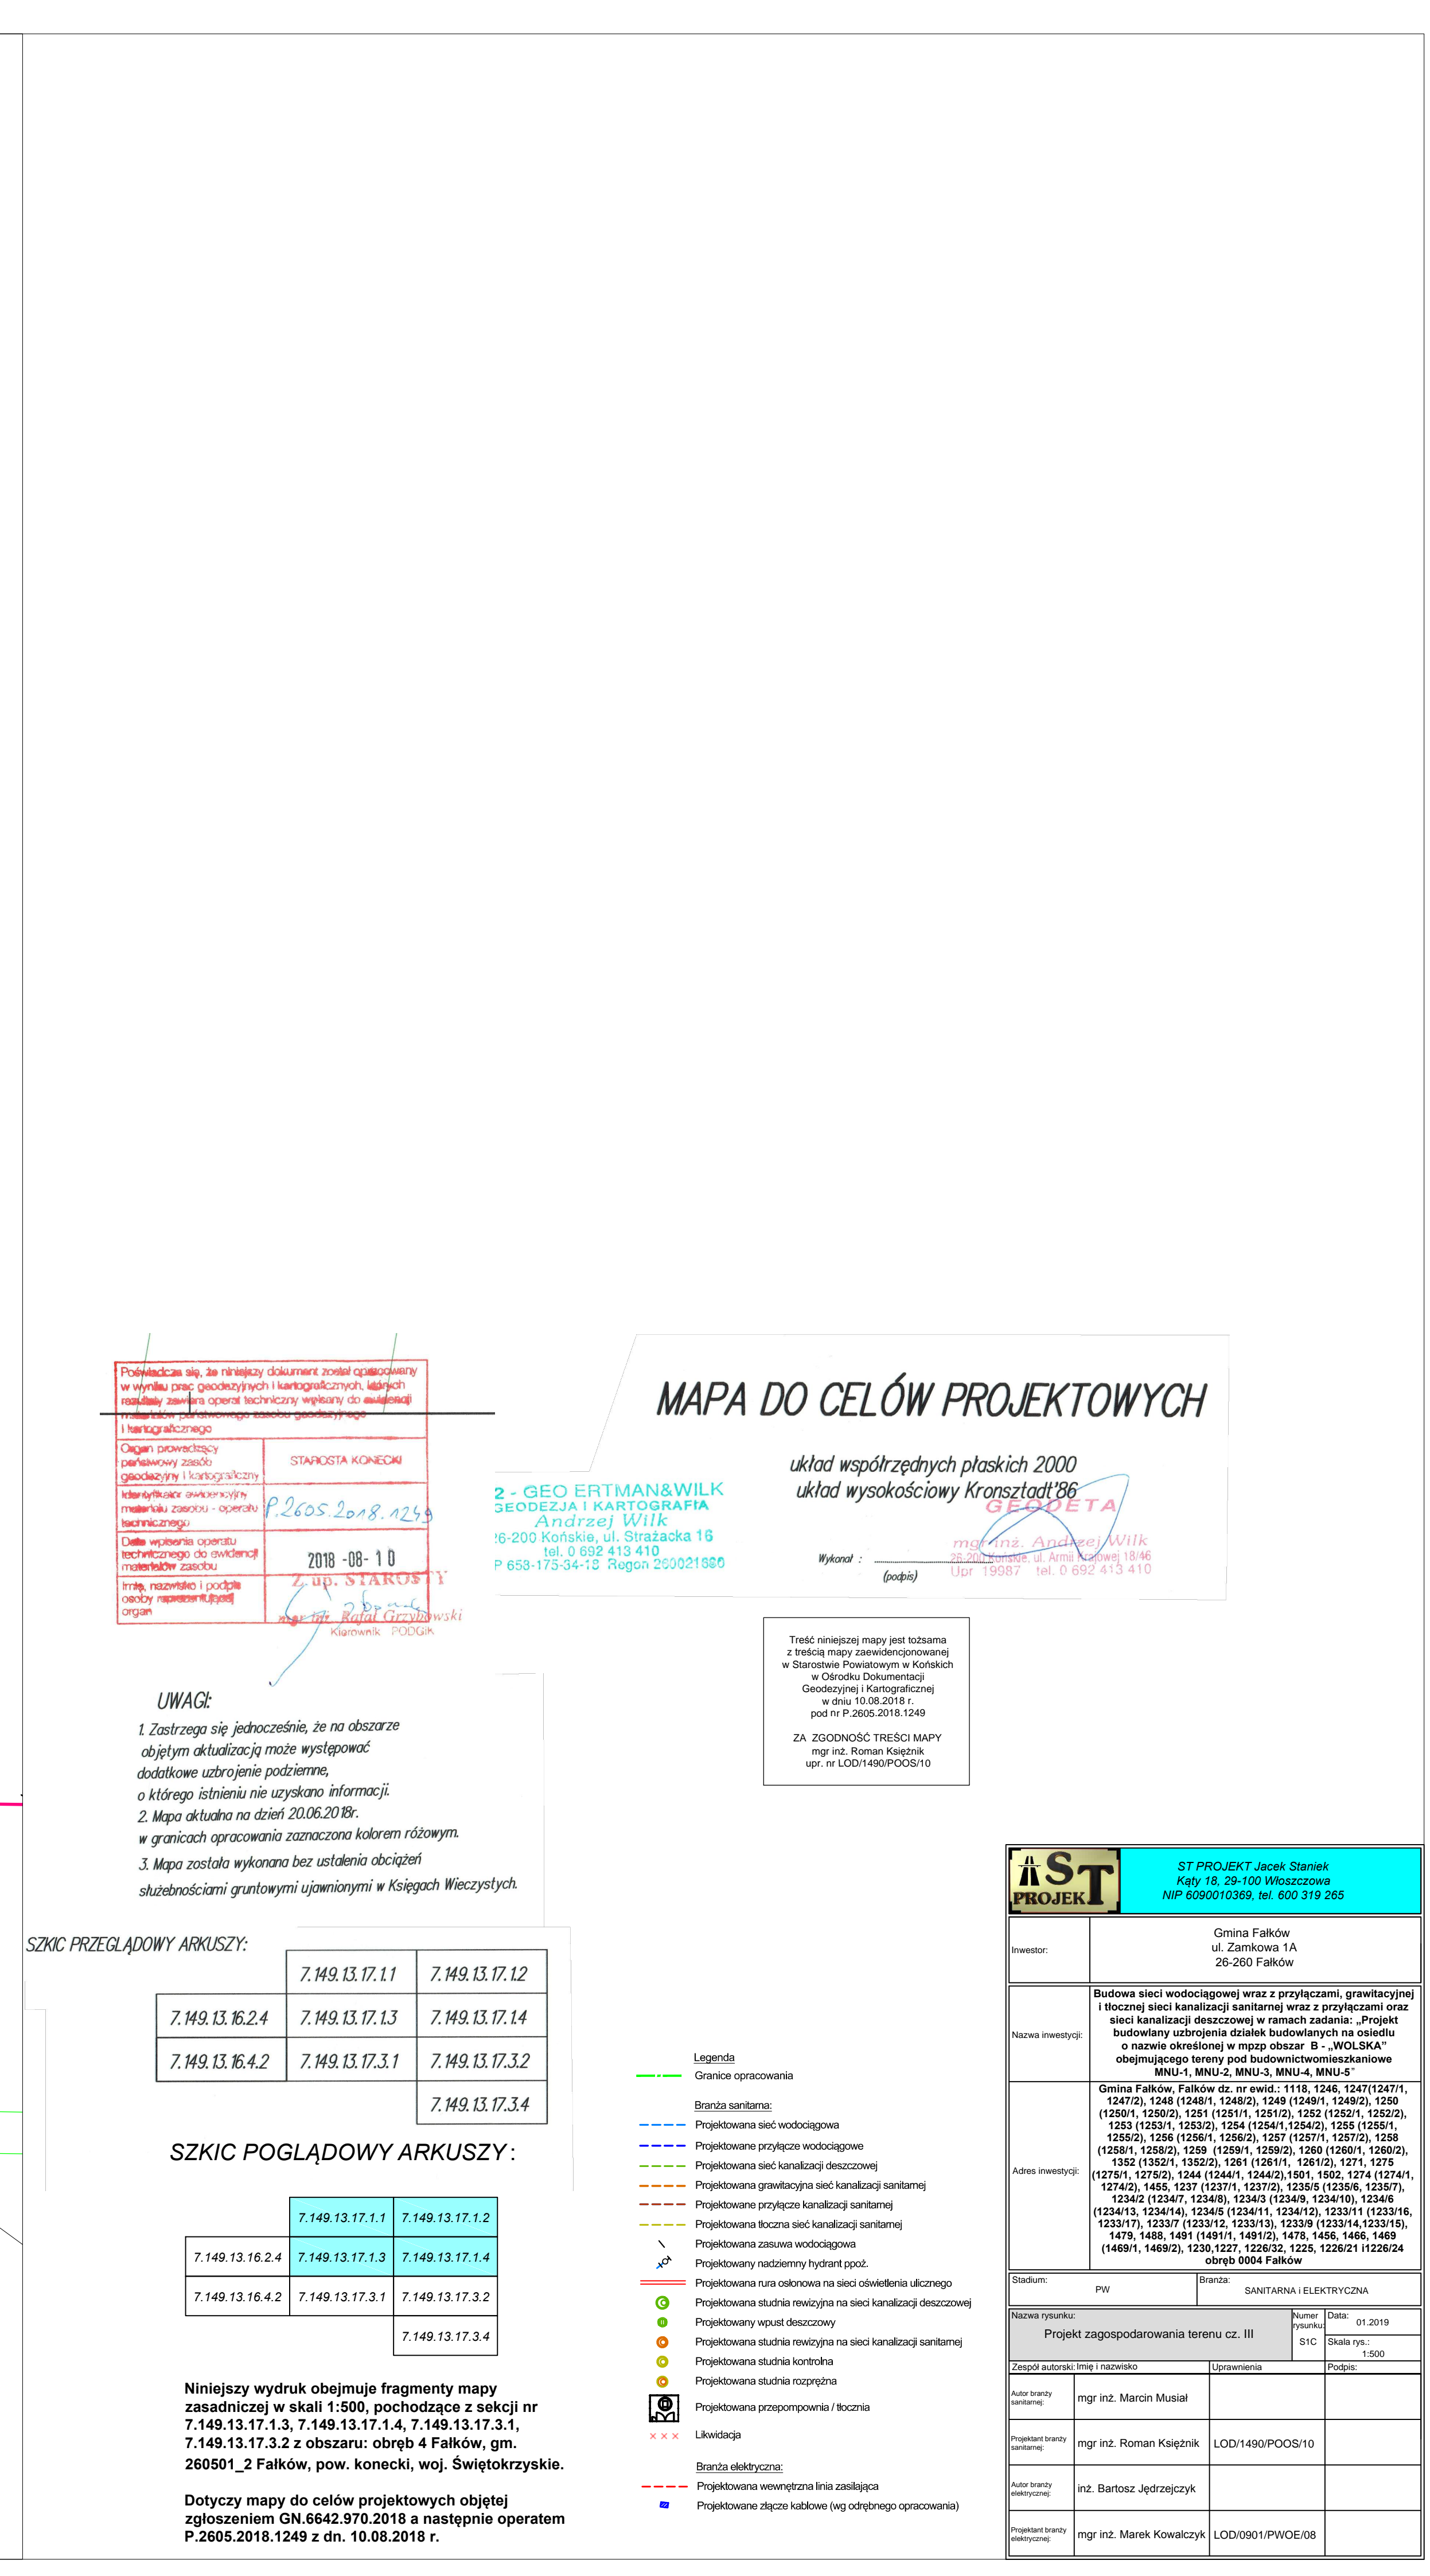 Poświadcza się, że niniejszy dokument został opracowany
w wyniku prac geodezyjnych i kartograficznych, których
rezultaty zawiera operat techniczny wpisany do ewidencji
materiałów państwowego zasobu geodezyjnego
i kartograficznego
Organ prowadzący
państwowy zasób
geodezyjny i kartograficzny
STAROSTA KONECKI
Identyfikator ewidencyjny
materiału zasobu - operatu
technicznego
P.2605.2018.1249
Data wpisania operatu
technicznego do ewidencji
materiałów zasobu
2018 -08- 10
Imię, nazwisko i podpis
osoby reprezentującej
organ
Z up. STAROSTY
mgr inż. Rafał Grzybowski
Kierownik PODGiK
MAPA DO CELÓW PROJEKTOWYCH
układ współrzędnych płaskich 2000
układ wysokościowy Kronsztadt'86
2 - GEO ERTMAN&WILK
GEODEZJA I KARTOGRAFIA
Andrzej Wilk
26-200 Końskie, ul. Strażacka 16
tel. 0 692 413 410
P 658-175-34-18 Regon
GEODETA
mgr inż. Andrzej Wilk
26-200 Końskie, ul. Armii Krajowej 18/46
Upr. 19987 tel. 0 692 413 410
Wykonał :
(podpis)
Treść niniejszej mapy jest tożsama
z treścią mapy zaewidencjonowanej
w Starostwie Powiatowym w Końskich
w Ośrodku Dokumentacji
Geodezyjnej i Kartograficznej
w dniu 10.08.2018 r.
pod nr P.2605.2018.1249
ZA ZGODNOŚĆ TREŚCI MAPY
mgr inż. Roman Księżnik
upr. nr LOD/1490/POOS/10
UWAGI:
1. Zastrzega się jednocześnie, że na obszarze
objętym aktualizacją może występować
dodatkowe uzbrojenie podziemne,
o którego istnieniu nie uzyskano informacji.
2. Mapa aktualna na dzień 20.06.2018r.
w granicach opracowania zaznaczona kolorem różowym.
3. Mapa została wykonana bez ustalenia obciążeń
służebnościami gruntowymi ujawnionymi w Księgach Wieczystych.
SZKIC PRZEGLĄDOWY ARKUSZY:
7.149.13.17.1.1 7.149.13.17.1.2
7.149.13.16.2.4 7.149.13.17.1.3 7.149.13.17.1.4
7.149.13.16.4.2 7.149.13.17.3.1 7.149.13.17.3.2
7.149.13.17.3.4
SZKIC POGLĄDOWY ARKUSZY:
7.149.13.17.1.1 7.149.13.17.1.2
7.149.13.16.2.4 7.149.13.17.1.3 7.149.13.17.1.4
7.149.13.16.4.2 7.149.13.17.3.1 7.149.13.17.3.2
7.149.13.17.3.4
Niniejszy wydruk obejmuje fragmenty mapy
zasadniczej w skali 1:500, pochodzące z sekcji nr
7.149.13.17.1.3, 7.149.13.17.1.4, 7.149.13.17.3.1,
7.149.13.17.3.2 z obszaru: obręb 4 Fałków, gm.
260501_2 Fałków, pow. konecki, woj. Świętokrzyskie.
Dotyczy mapy do celów projektowych objętej
zgłoszeniem GN.6642.970.2018 a następnie operatem
P.2605.2018.1249 z dn. 10.08.2018 r.
Legenda
Granice opracowania
Branża sanitarna:
Projektowana sieć wodociągowa
Projektowane przyłącze wodociągowe
Projektowana sieć kanalizacji deszczowej
Projektowana grawitacyjna sieć kanalizacji sanitarnej
Projektowane przyłącze kanalizacji sanitarnej
Projektowana tłoczna sieć kanalizacji sanitarnej
Projektowana zasuwa wodociągowa
Projektowany nadziemny hydrant ppoż.
Projektowana rura osłonowa na sieci oświetlenia ulicznego
Projektowana studnia rewizyjna na sieci kanalizacji deszczowej
Projektowany wpust deszczowy
Projektowana studnia rewizyjna na sieci kanalizacji sanitarnej
Projektowana studnia kontrolna
Projektowana studnia rozprężna
Projektowana przepompownia / tłocznia
Likwidacja
Branża elektryczna:
Projektowana wewnętrzna linia zasilająca
Projektowane złącze kablowe (wg odrębnego opracowania)
ST PROJEKT
ST PROJEKT Jacek Staniek
Kąty 18, 29-100 Włoszczowa
NIP 6090010369, tel. 600 319 265
Inwestor:
Gmina Fałków
ul. Zamkowa 1A
26-260 Fałków
Nazwa inwestycji:
Budowa sieci wodociągowej wraz z przyłączami, grawitacyjnej
i tłocznej sieci kanalizacji sanitarnej wraz z przyłączami oraz
sieci kanalizacji deszczowej w ramach zadania: „Projekt
budowlany uzbrojenia działek budowlanych na osiedlu
o nazwie określonej w mpzp obszar B - „WOLSKA”
obejmującego tereny pod budownictwomieszkaniowe
MNU-1, MNU-2, MNU-3, MNU-4, MNU-5"
Adres inwestycji:
Gmina Fałków, Falków dz. nr ewid.: 1118, 1246, 1247(1247/1,
1247/2), 1248 (1248/1, 1248/2), 1249 (1249/1, 1249/2), 1250
(1250/1, 1250/2), 1251 (1251/1, 1251/2), 1252 (1252/1, 1252/2),
1253 (1253/1, 1253/2), 1254 (1254/1,1254/2), 1255 (1255/1,
1255/2), 1256 (1256/1, 1256/2), 1257 (1257/1, 1257/2), 1258
(1258/1, 1258/2), 1259 (1259/1, 1259/2), 1260 (1260/1, 1260/2),
1352 (1352/1, 1352/2), 1261 (1261/1, 1261/2), 1271, 1275
(1275/1, 1275/2), 1244 (1244/1, 1244/2),1501, 1502, 1274 (1274/1,
1274/2), 1455, 1237 (1237/1, 1237/2), 1235/5 (1235/6, 1235/7),
1234/2 (1234/7, 1234/8), 1234/3 (1234/9, 1234/10), 1234/6
(1234/13, 1234/14), 1234/5 (1234/11, 1234/12), 1233/11 (1233/16,
1233/17), 1233/7 (1233/12, 1233/13), 1233/9 (1233/14,1233/15),
1479, 1488, 1491 (1491/1, 1491/2), 1478, 1456, 1466, 1469
(1469/1, 1469/2), 1230,1227, 1226/32, 1225, 1226/21 i1226/24
obręb 0004 Fałków
Stadium:
PW
Branża:
SANITARNA i ELEKTRYCZNA
Nazwa rysunku:
Projekt zagospodarowania terenu cz. III
Numer
rysunku:
S1C
Data:
01.2019
Skala rys.:
1:500
Zespół autorski: Imię i nazwisko Uprawnienia Podpis:
Autor branży
sanitarnej:
mgr inż. Marcin Musiał
Projektant branży
sanitarnej:
mgr inż. Roman Księżnik LOD/1490/POOS/10
Autor branży
elektrycznej:
inż. Bartosz Jędrzejczyk
Projektant branży
elektrycznej:
mgr inż. Marek Kowalczyk LOD/0901/PWOE/08